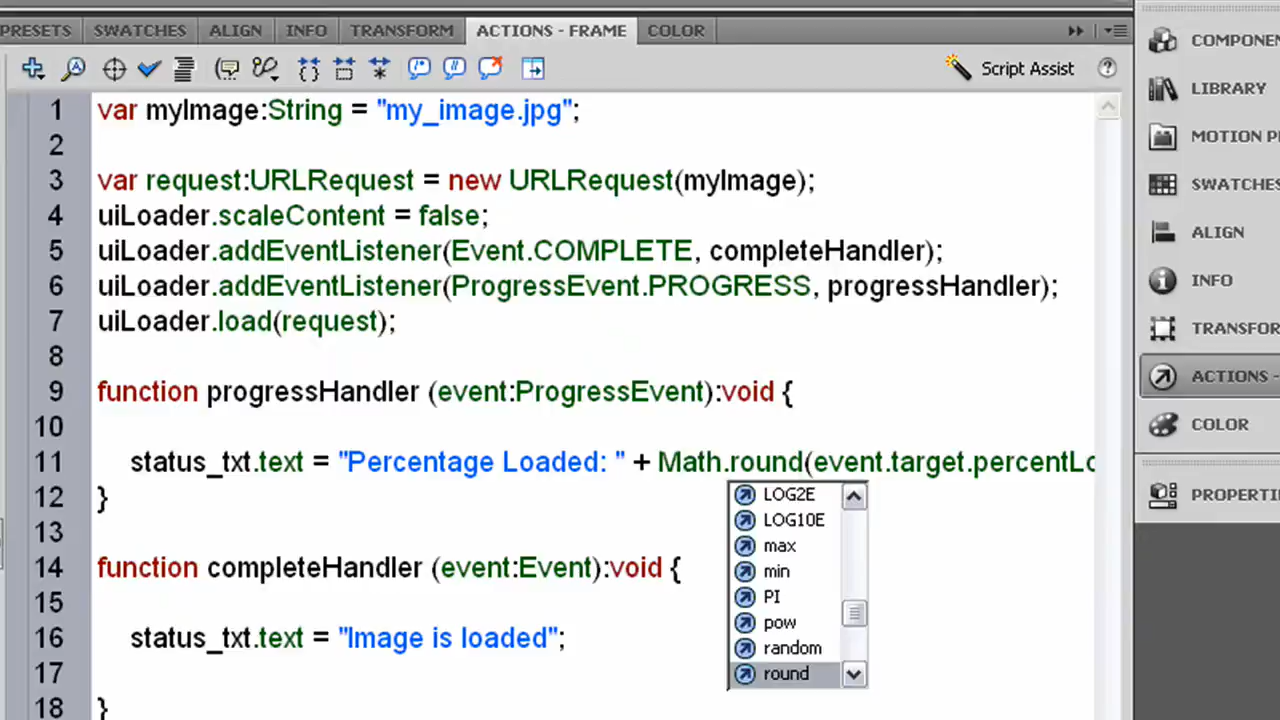 PRESETS SWATCHES ALIGN INFO TRANSFORM ACTIONS - FRAME COLOR
Script Assist
1 var myImage:String = "my_image.jpg";
2
3 var request:URLRequest = new URLRequest(myImage);
4 uiLoader.scaleContent = false;
5 uiLoader.addEventListener(Event.COMPLETE, completeHandler);
6 uiLoader.addEventListener(ProgressEvent.PROGRESS, progressHandler);
7 uiLoader.load(request);
8
9 function progressHandler (event:ProgressEvent):void {
10
11 status_txt.text = "Percentage Loaded: " + Math.round(event.target.percentLo
12 }
13
14 function completeHandler (event:Event):void {
15
16 status_txt.text = "Image is loaded";
17
18 }
LOG2E
LOG10E
max
min
PI
pow
random
round
COMPONEN
LIBRARY
MOTION P
SWATCHES
ALIGN
INFO
TRANSFOR
ACTIONS -
COLOR
PROPERTI